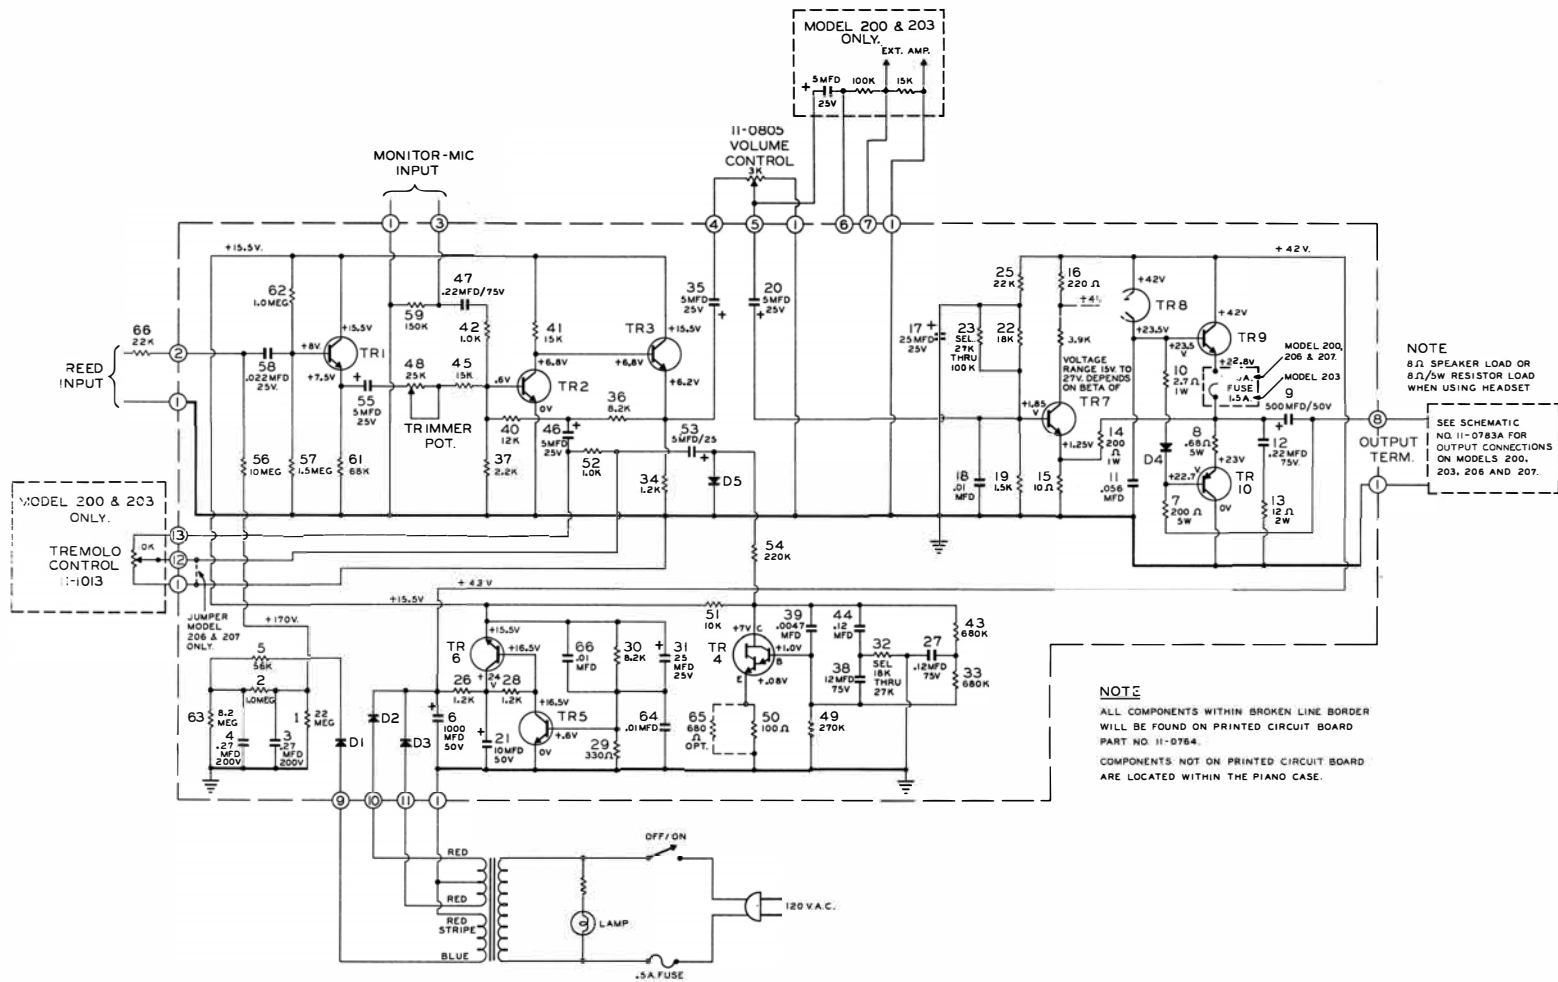 MODEL 200 & 203
ONLY.
EXT. AMP.
5MFD
100K
15K
+
25V
11-0805
VOLUME
CONTROL
3K
MONITOR-MIC
INPUT
1
3
4
5
1
6
7
1
+15.5V.
+42V.
66
22K
REED
INPUT
2
1
62
1.0MEG
58
.022MFD
25V.
+8V
+15.5V
TR1
+7.5V
+
55
5MFD
25V
59
150K
47
.22MFD/75V
42
1.0K
48
25K
45
15K
TRIMMER
POT.
41
15K
+6.8V
.6V
TR2
0V
TR3
+15.5V
+6.8V
+6.2V
36
8.2K
40
12K
46
5MFD
25V
+
53
5MFD/25
+
52
1.0K
37
2.2K
34
1.2K
D5
56
10MEG
57
1.5MEG
61
68K
35
5MFD
25V
+
20
5MFD
25V
+
17
25MFD
25V
+
23
SEL.
27K
THRU
100K
25
22K
22
18K
16
220 Ω
3.9K
VOLTAGE
RANGE 15V. TO
27V. DEPENDS
ON BETA OF
+1.85
V
TR7
+1.25V
18
.01
MFD
19
1.5K
15
10Ω
14
200
Ω
1W
+42V
TR8
+23.5V
+23.5
V
10
2.7 Ω
1W
D4
11
.056
MFD
+22.7
V
7
200 Ω
5W
+42V
TR9
FUSE
1.5A.
MODEL 200,
206 & 207.
MODEL 203
9
500MFD/50V
+
8
.68Ω
5W
+23V
TR
10
0V
12
.22MFD
75V.
13
12 Ω
2W
8
OUTPUT
TERM.
1
NOTE
8Ω SPEAKER LOAD OR
8Ω/5W RESISTOR LOAD
WHEN USING HEADSET
SEE SCHEMATIC
NO. 11-0783A FOR
OUTPUT CONNECTIONS
ON MODELS 200,
203, 206 AND 207.
MODEL 200 & 203
ONLY.
TREMOLO
CONTROL
11-1013
13
12
1
JUMPER
MODEL
206 & 207
ONLY.
+43V
+15.5V
+170V.
5
56K
2
1.0MEG
63
8.2
MEG
4
.27
MFD
200V
3
.27
MFD
200V
1
22
MEG
D1
D2
D3
TR
6
+15.5V
+16.5V
+24
V
26
1.2K
28
1.2K
+
6
1000
MFD
50V
+
21
10MFD
50V
66
.01
MFD
30
8.2K
+
31
25
MFD
25V
+16.5V
TR5
+.6V
0V
29
330Ω
64
.01MFD
51
10K
54
220K
+7V
C
TR
4
+1.0V
B
E
+.08V
65
680
Ω
OPT.
50
100Ω
39
.0047
MFD
49
270K
44
.12
MFD
38
12MFD
75V
32
SEL
18K
THRU
27K
27
.12MFD
75V
43
680K
33
680K
NOTE
ALL COMPONENTS WITHIN BROKEN LINE BORDER
WILL BE FOUND ON PRINTED CIRCUIT BOARD
PART NO. 11-0764.
COMPONENTS NOT ON PRINTED CIRCUIT BOARD
ARE LOCATED WITHIN THE PIANO CASE.
9
10
11
1
RED
RED
RED
STRIPE
BLUE
OFF/ON
LAMP
120 V.A.C.
.5A.FUSE